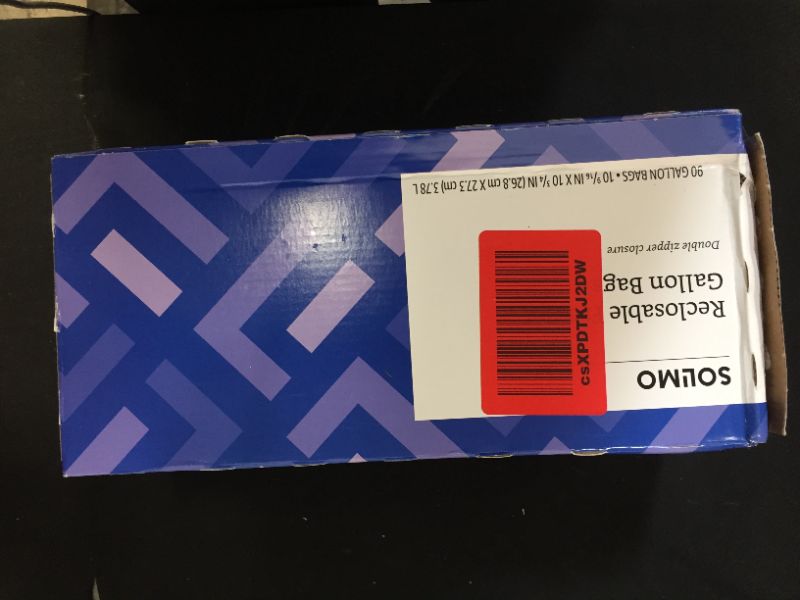 SOLIMO
Reclosable
Gallon Bag
Double zipper closure
90 GALLON BAGS • 10 9/16 IN X 10 3/4 IN (26.8 cm X 27.3 cm) 3.78 L
csXPDTKJ2DW